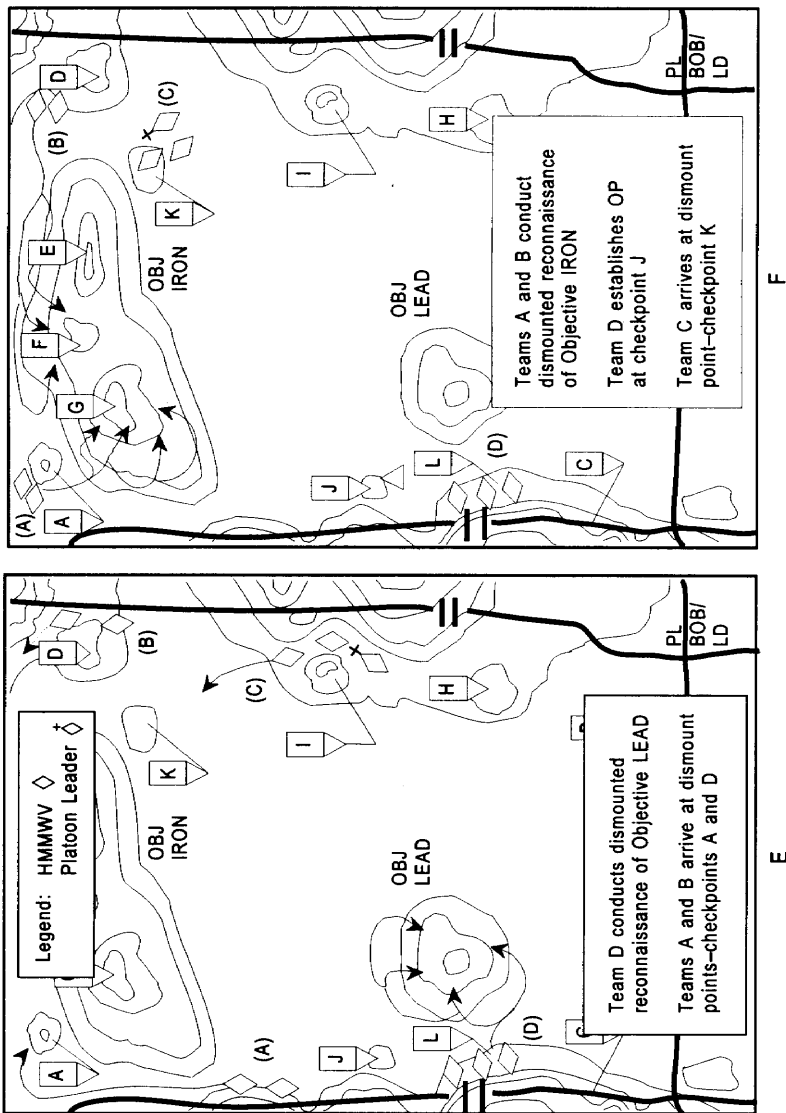 Legend: HMMWV
Platoon Leader
A
D
(B)
OBJ
IRON
K
(C)
(A)
I
J
OBJ
LEAD
L
H
(D)
Team D conducts dismounted
reconnaissance of Objective LEAD
Teams A and B arrive at dismount
points–checkpoints A and D
PL
BOB/
LD
E
(A)
A
G
F
E
D
(B)
(C)
OBJ
IRON
K
I
J
OBJ
LEAD
L
H
(D)
C
Teams A and B conduct
dismounted reconnaissance
of Objective IRON
Team D establishes OP
at checkpoint J
Team C arrives at dismount
point–checkpoint K
PL
BOB/
LD
F